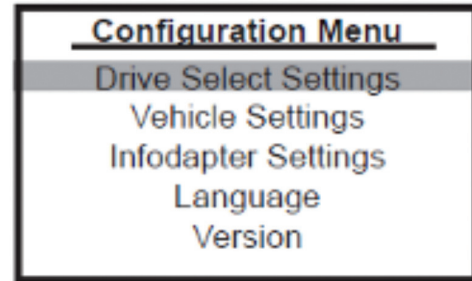 Configuration Menu
Drive Select Settings
Vehicle Settings
Infodapter Settings
Language
Version